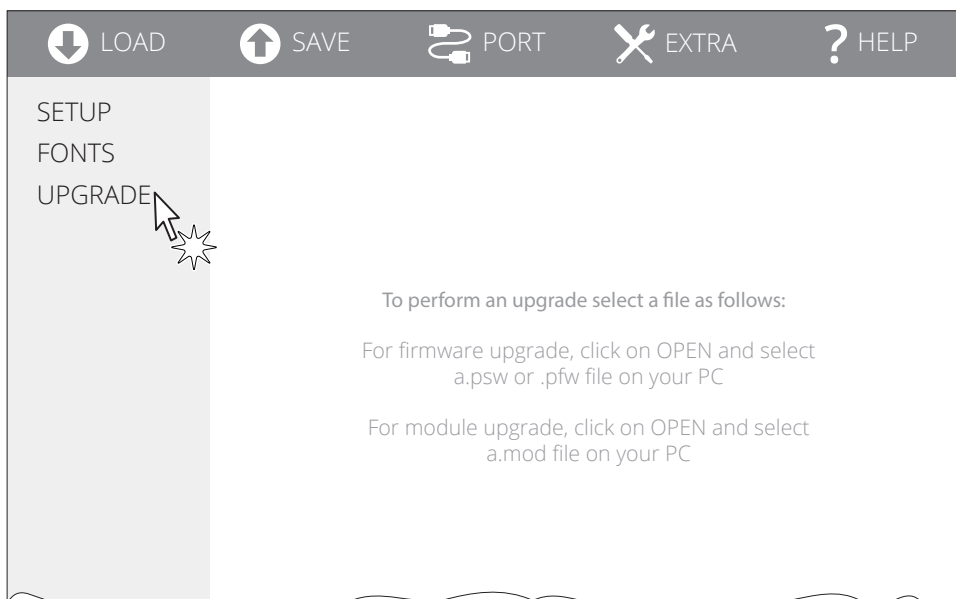 LOAD SAVE PORT EXTRA ? HELP
SETUP
FONTS
UPGRADE
To perform an upgrade select a file as follows:
For firmware upgrade, click on OPEN and select
a.psw or .pfw file on your PC
For module upgrade, click on OPEN and select
a.mod file on your PC